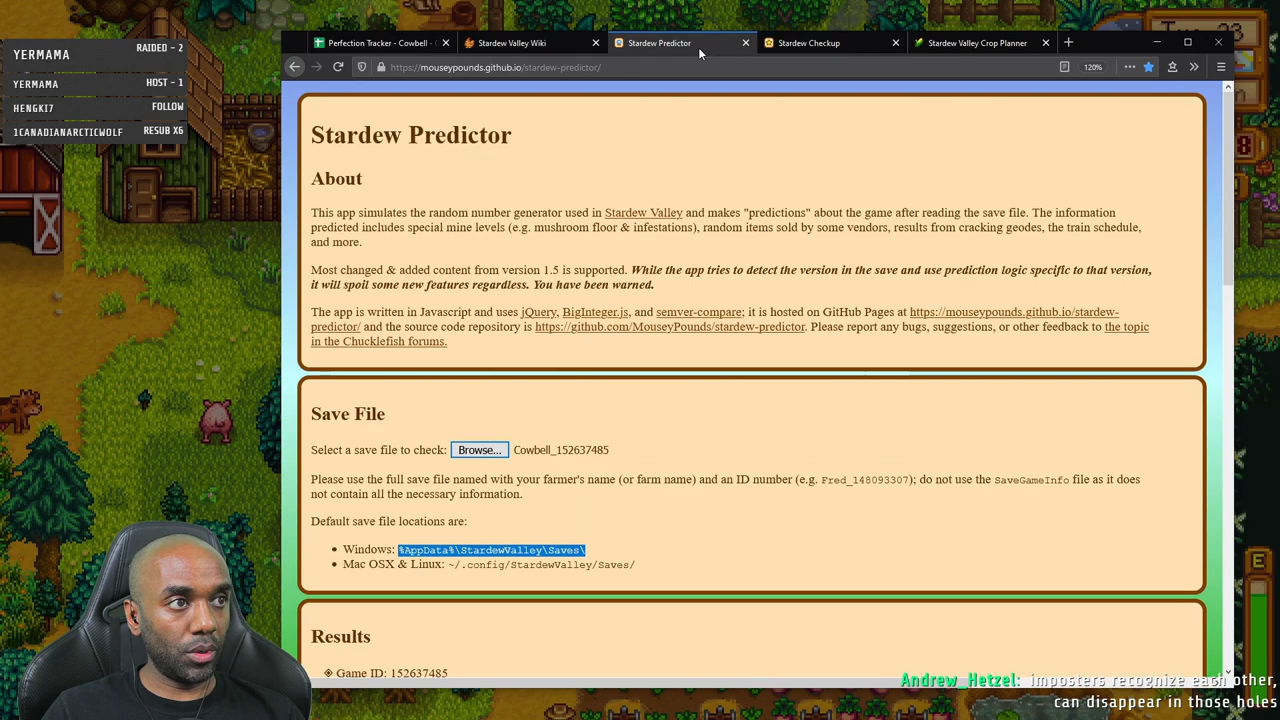 YERMAMA RAIDED - 2
YERMAMA HOST - 1
HENGKI7 FOLLOW
1CANADIANARCTICWOLF RESUB X6
Perfection Tracker - Cowbell -
Stardew Valley Wiki
Stardew Predictor
Stardew Checkup
Stardew Valley Crop Planner
https://mouseypounds.github.io/stardew-predictor/
120%
Stardew Predictor
About
This app simulates the random number generator used in Stardew Valley and makes "predictions" about the game after reading the save file. The information
predicted includes special mine levels (e.g. mushroom floor & infestations), random items sold by some vendors, results from cracking geodes, the train schedule,
and more.
Most changed & added content from version 1.5 is supported. While the app tries to detect the version in the save and use prediction logic specific to that version,
it will spoil some new features regardless. You have been warned.
The app is written in Javascript and uses jQuery, BigInteger.js, and semver-compare; it is hosted on GitHub Pages at https://mouseypounds.github.io/stardew-
predictor/ and the source code repository is https://github.com/MouseyPounds/stardew-predictor. Please report any bugs, suggestions, or other feedback to the topic
in the Chucklefish forums.
Save File
Select a save file to check: Browse... Cowbell_152637485
Please use the full save file named with your farmer's name (or farm name) and an ID number (e.g. Fred_148093307); do not use the SaveGameInfo file as it does
not contain all the necessary information.
Default save file locations are:
Windows: %AppData%\StardewValley\Saves\
Mac OSX & Linux: ~/.config/StardewValley/Saves/
Results
Game ID: 152637485
E
Andrew_Hetzel: imposters recognize each other,
can disappear in those holes